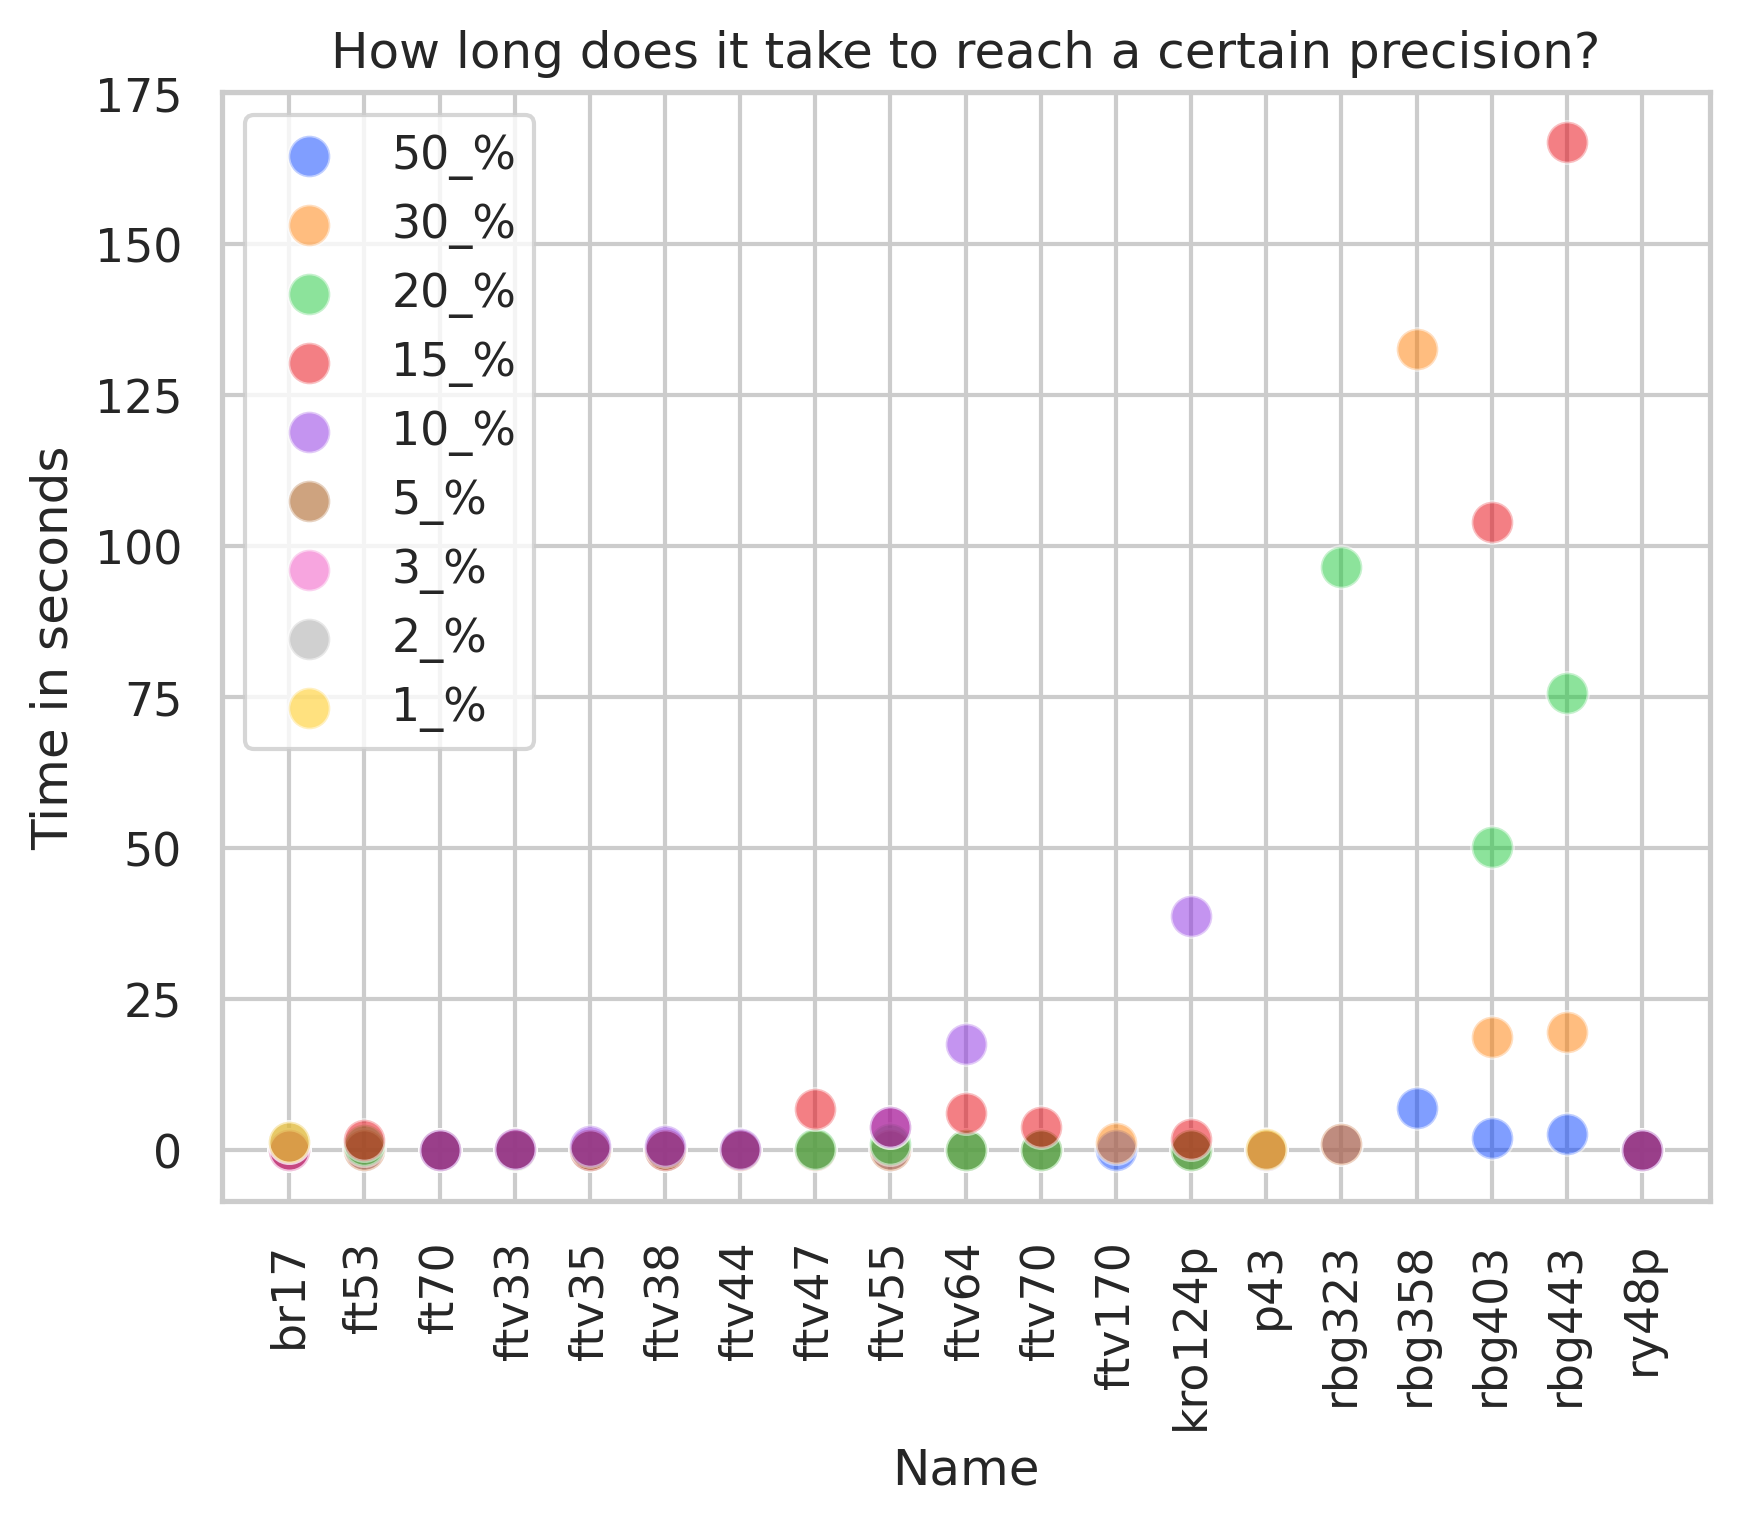 How long does it take to reach a certain precision?
175
150
125
100
75
50
25
0
Time in seconds
50_%
30_%
20_%
15_%
10_%
5_%
3_%
2_%
1_%
br17
ft53
ft70
ftv33
ftv35
ftv38
ftv44
ftv47
ftv55
ftv64
ftv70
ftv170
kro124p
p43
rbg323
rbg358
rbg403
rbg443
ry48p
Name